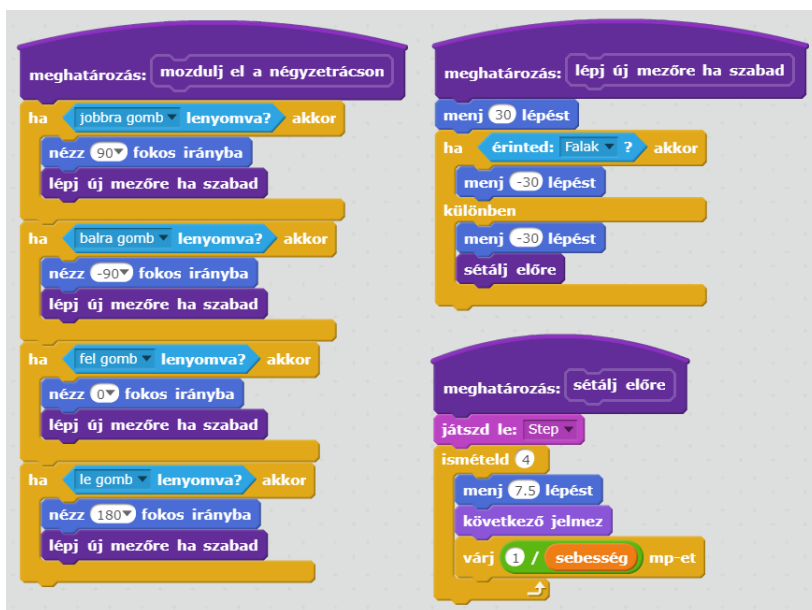 meghatározás: mozdulj el a négyzetrácson
ha jobbra gomb lenyomva? akkor
nézz 90 fokos irányba
lépj új mezőre ha szabad
ha balra gomb lenyomva? akkor
nézz -90 fokos irányba
lépj új mezőre ha szabad
ha fel gomb lenyomva? akkor
nézz 0 fokos irányba
lépj új mezőre ha szabad
ha le gomb lenyomva? akkor
nézz 180 fokos irányba
lépj új mezőre ha szabad
meghatározás: lépj új mezőre ha szabad
menj 30 lépést
ha érinted: Falak ? akkor
menj -30 lépést
különben
menj -30 lépést
sétálj előre
meghatározás: sétálj előre
játszd le: Step
ismételd 4
menj 7.5 lépést
következő jelmez
várj 1 / sebesség mp-et